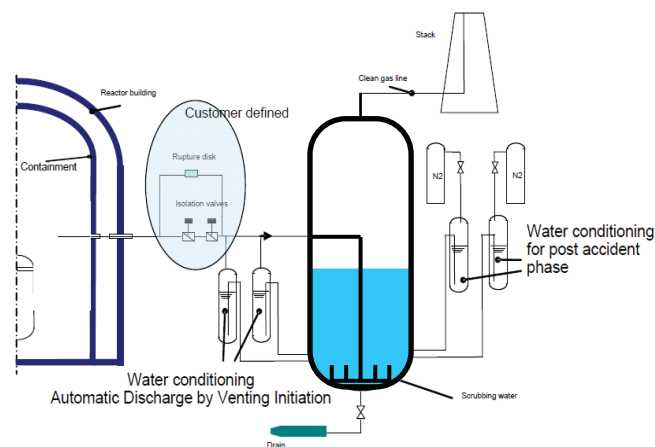 Stack
Clean gas line
Reactor building
Customer defined
Containment
Rupture disk
N2
N2
Isolation valves
Water conditioning
for post accident
phase
Water conditioning
Automatic Discharge by Venting Initiation
Scrubbing water
Drain